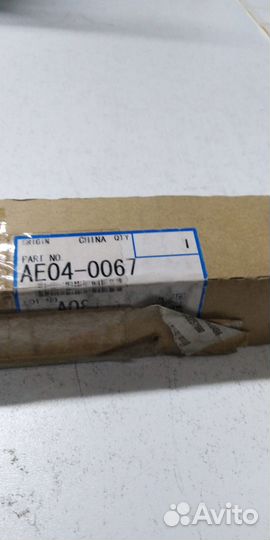 ORIGIN CHINA QTY 1
PART NO.
AE04-0067
Avito